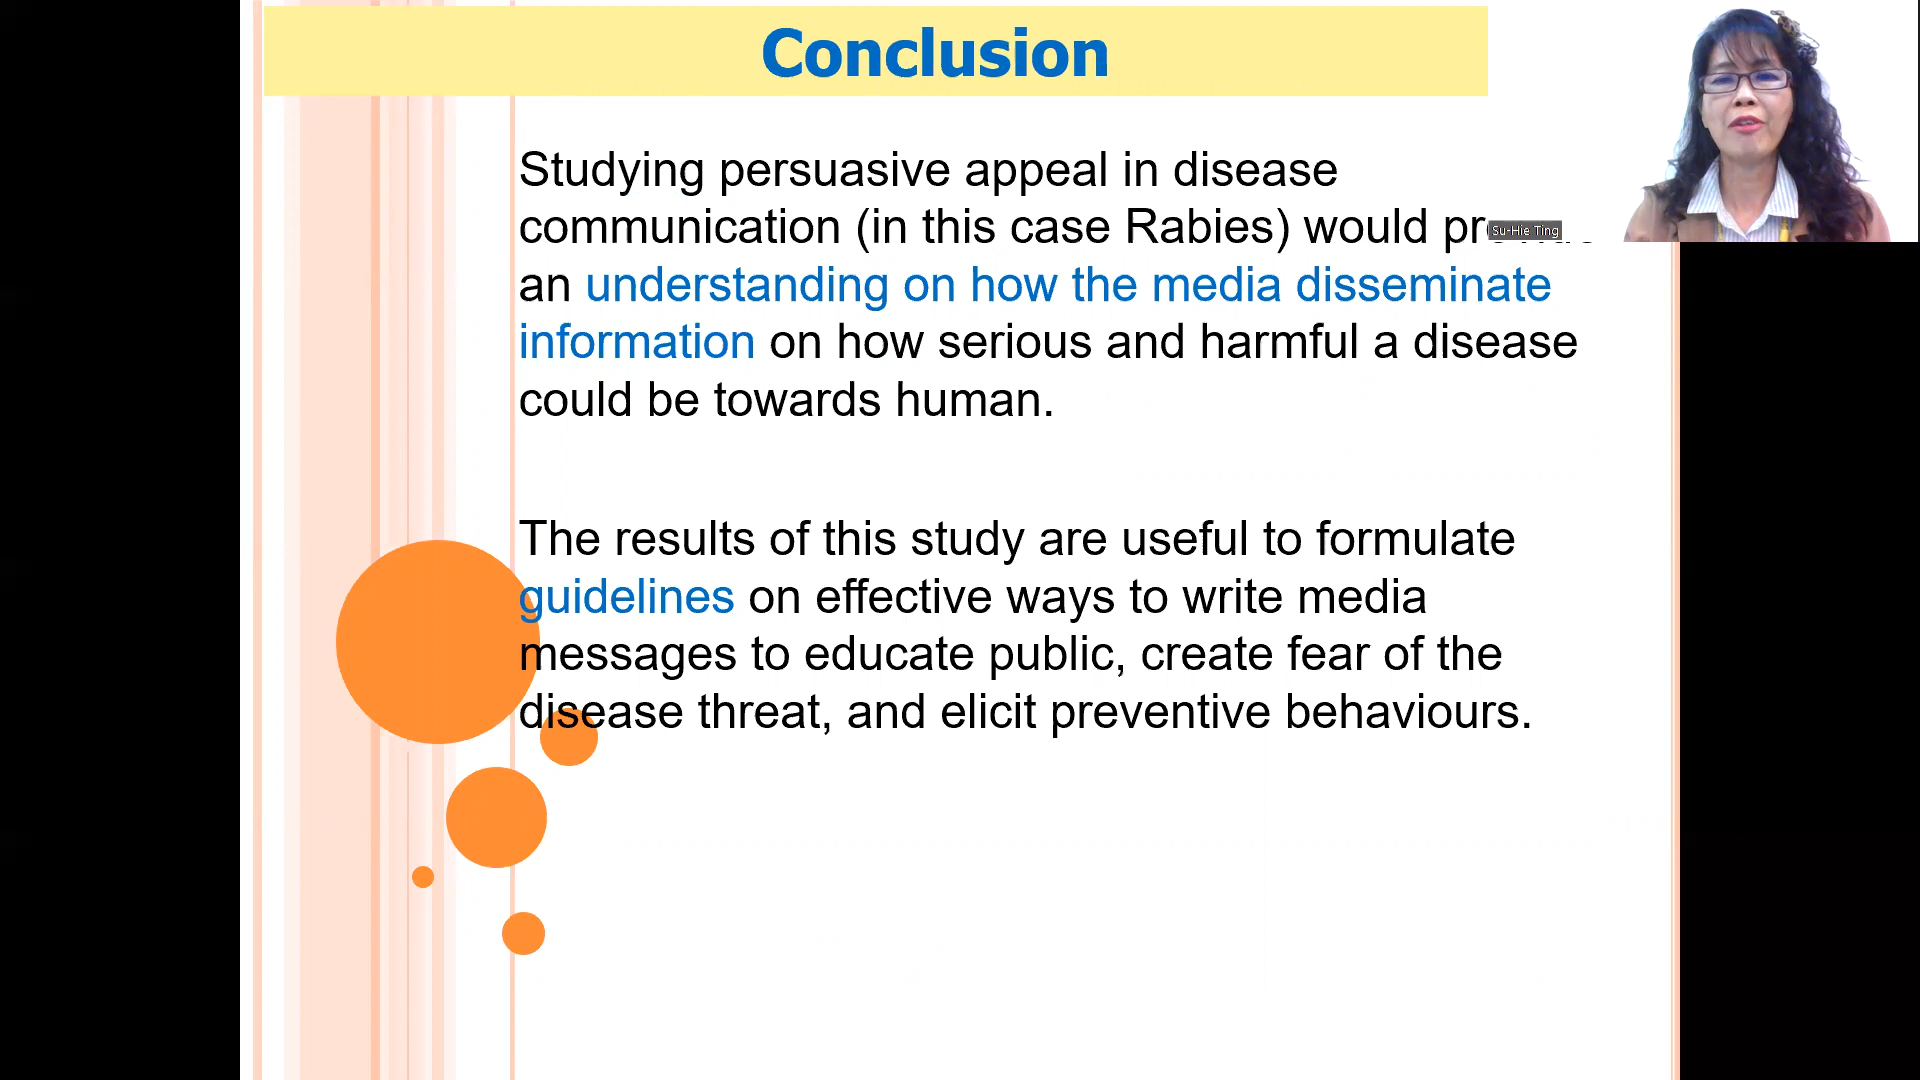 Conclusion
Studying persuasive appeal in disease
communication (in this case Rabies) would
an understanding on how the media disseminate
information on how serious and harmful a disease
could be towards human.
The results of this study are useful to formulate
guidelines on effective ways to write media
messages to educate public, create fear of the
disease threat, and elicit preventive behaviours.
Su-Hie Ting